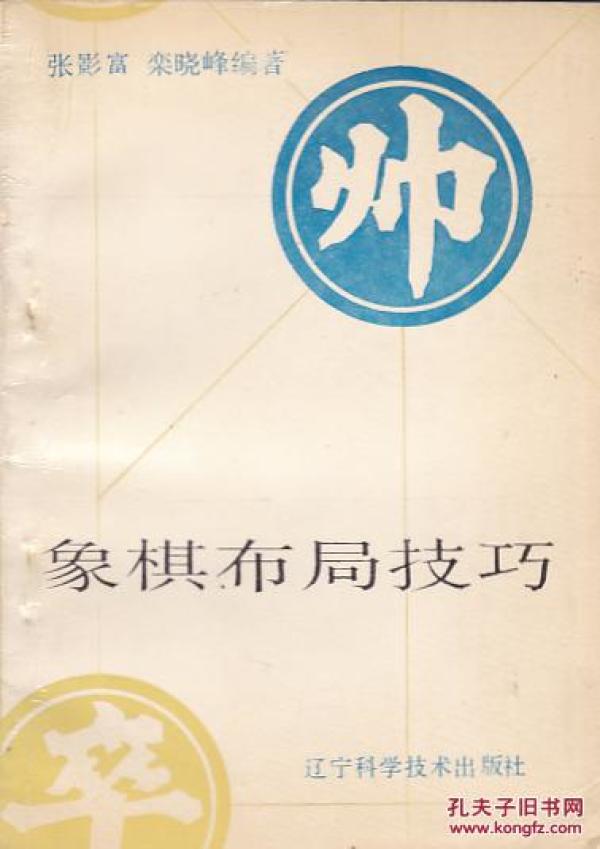 张影富 栾晓峰编著
帅
象棋布局技巧
卒
辽宁科学技术出版社
孔夫子旧书网
www.kongfz.com